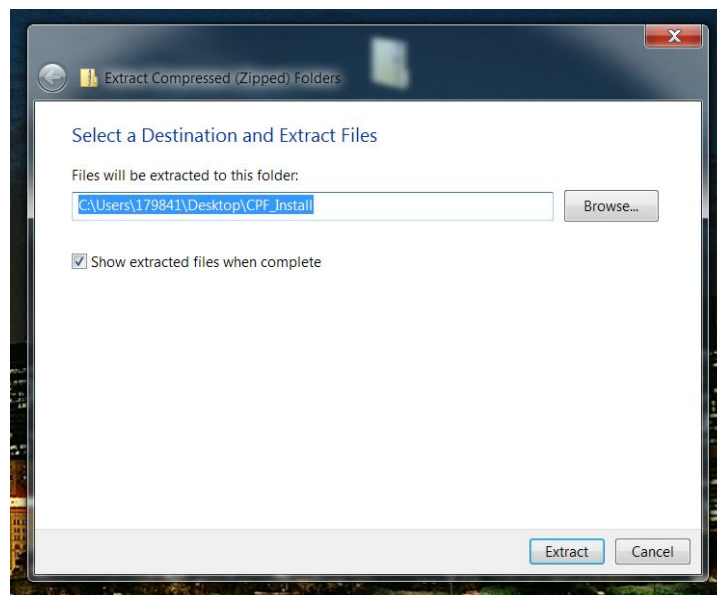 X
Extract Compressed (Zipped) Folders
Select a Destination and Extract Files
Files will be extracted to this folder:
C:\Users\179841\Desktop\CPF_Install
Browse...
Show extracted files when complete
Extract Cancel